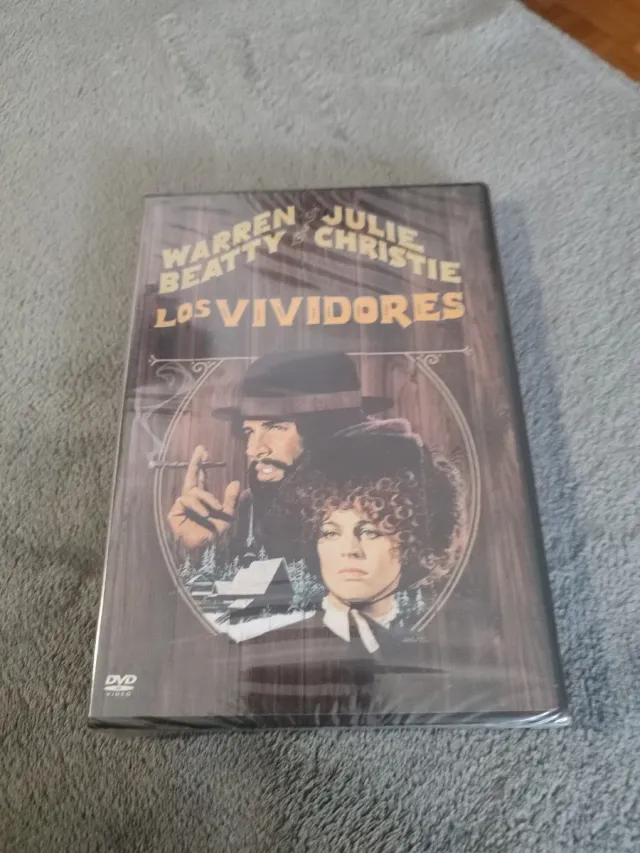 WARREN & JULIE
BEATTY & CHRISTIE
LOS VIVIDORES
DVD
VIDEO